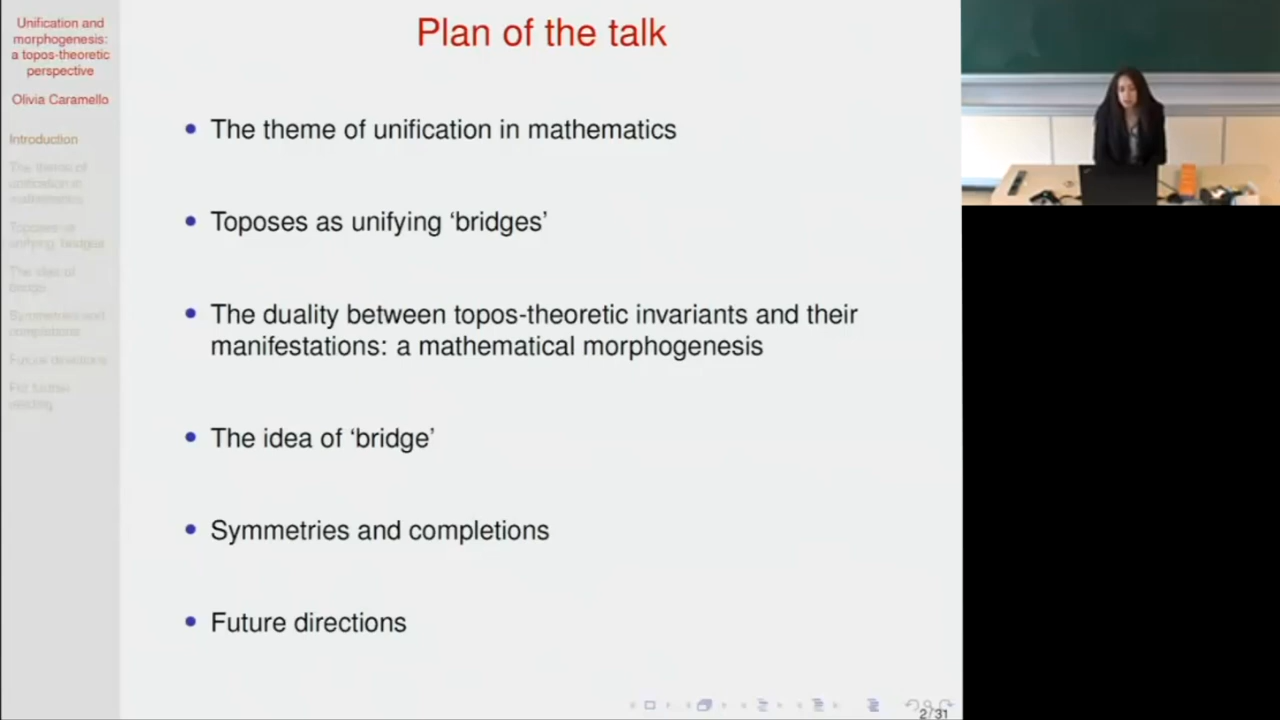 Unification and
morphogenesis:
a topos-theoretic
perspective
Olivia Caramello
Introduction
The theme of
unification in
mathematics
Toposes as
unifying 'bridges'
The idea of
bridge
Symmetries and
completions
Future directions
For further
reading
Plan of the talk
• The theme of unification in mathematics
• Toposes as unifying ‘bridges’
• The duality between topos-theoretic invariants and their
manifestations: a mathematical morphogenesis
• The idea of ‘bridge’
• Symmetries and completions
• Future directions
2/31